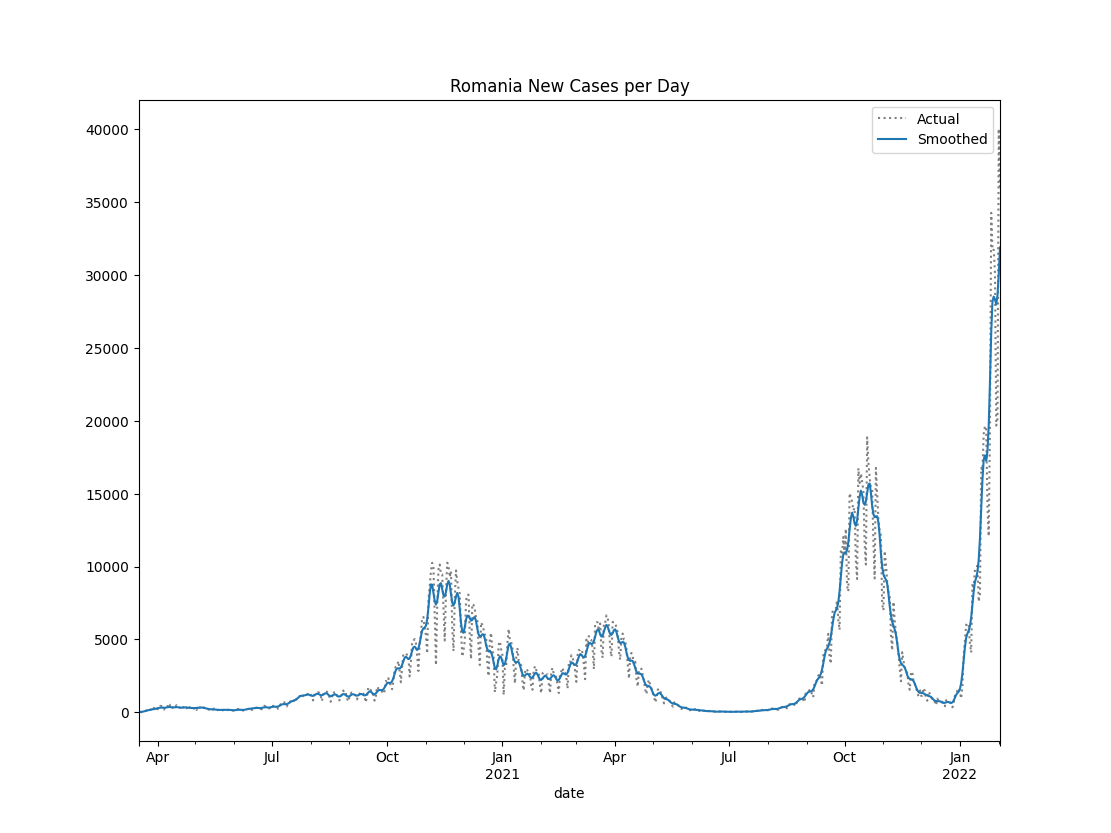 Romania New Cases per Day
Actual
Smoothed
40000
35000
30000
25000
20000
15000
10000
5000
0
Apr Jul Oct Jan Apr Jul Oct Jan
2021 2022
date